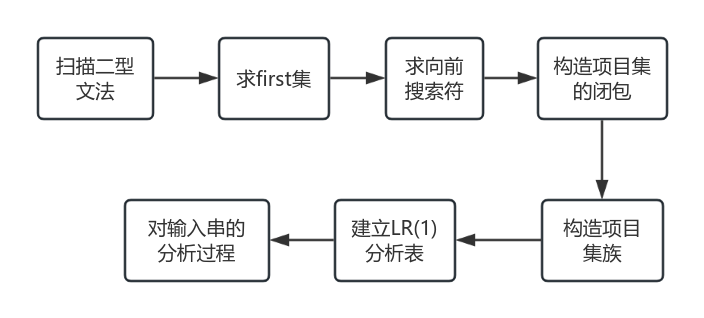 扫描二型
文法
求first集
求向前
搜索符
构造项目集
的闭包
构造项目
集族
建立LR(1)
分析表
对输入串的
分析过程